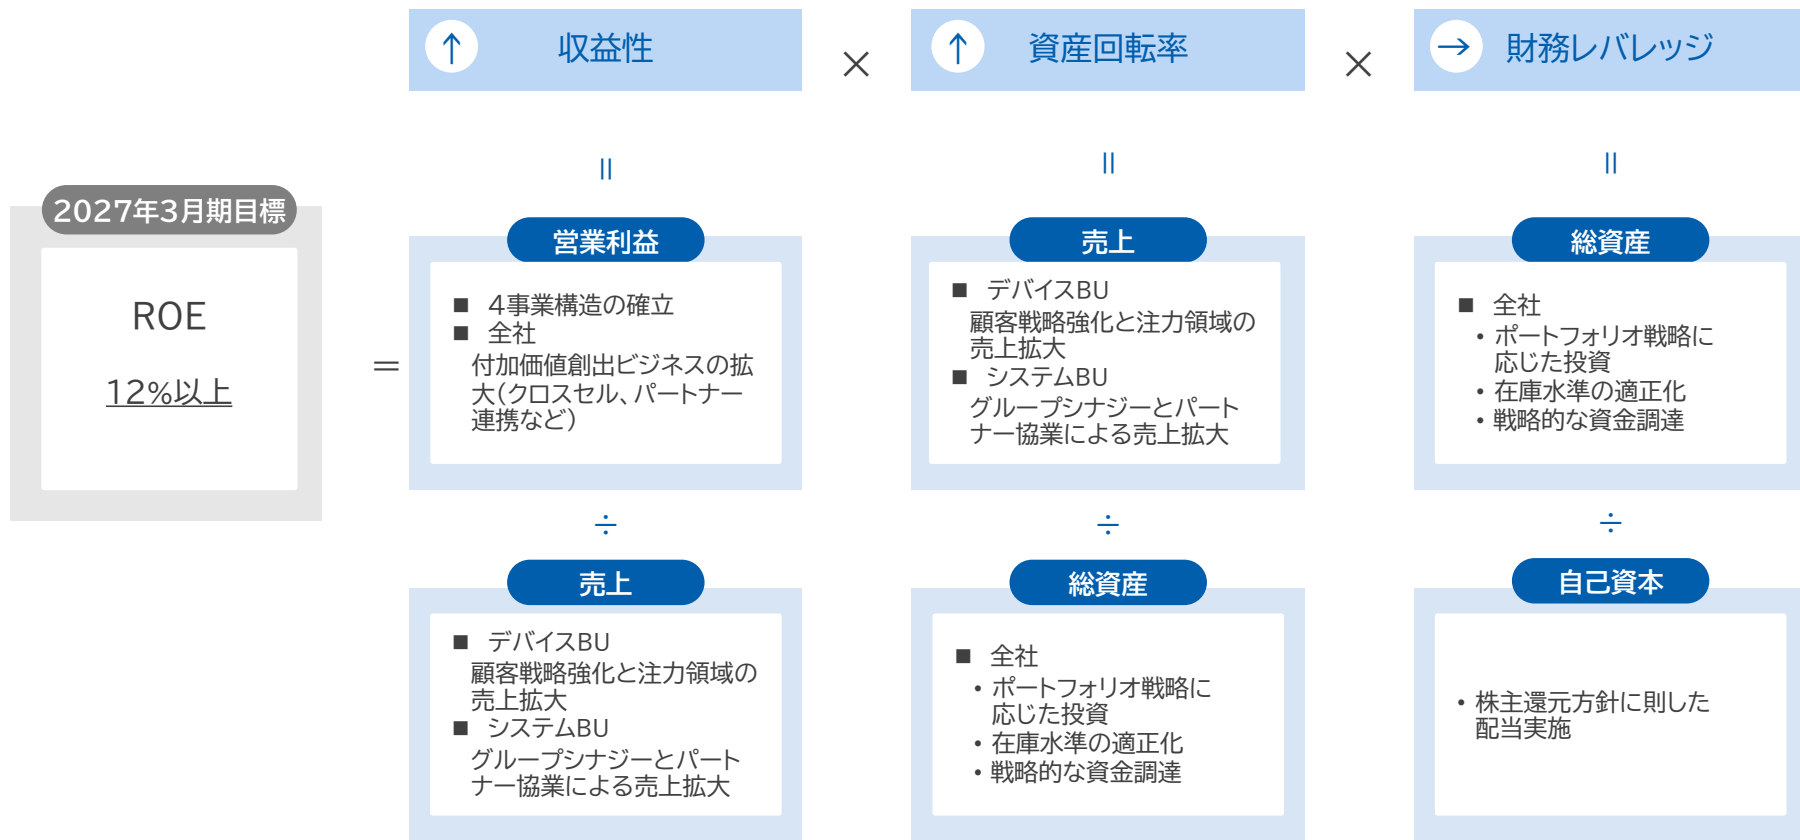 ↑ 収益性
×
↑ 資産回転率
×
→ 財務レバレッジ
=
=
=
2027年3月期目標
ROE
12%以上
=
営業利益
■ 4事業構造の確立
■ 全社
付加価値創出ビジネスの拡
大(クロスセル、パートナー
連携など)
÷
売上
■ デバイスBU
顧客戦略強化と注力領域の
売上拡大
■ システムBU
グループシナジーとパート
ナー協業による売上拡大
売上
■ デバイスBU
顧客戦略強化と注力領域の
売上拡大
■ システムBU
グループシナジーとパート
ナー協業による売上拡大
÷
総資産
■ 全社
・ポートフォリオ戦略に
応じた投資
・在庫水準の適正化
・戦略的な資金調達
総資産
■ 全社
・ポートフォリオ戦略に
応じた投資
・在庫水準の適正化
・戦略的な資金調達
÷
自己資本
・株主還元方針に則した
配当実施